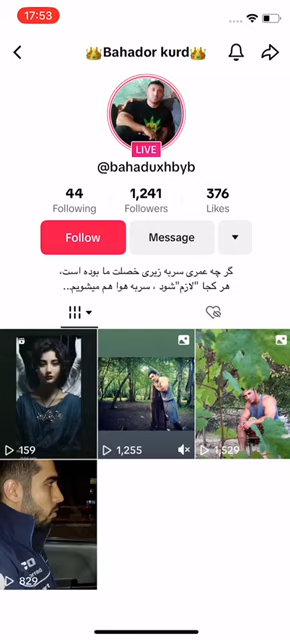 17:53
👑Bahador kurd👑
LIVE
@bahaduxhbyb
44 1,241 376
Following Followers Likes
Follow Message
گر چه عمری سربه زیری خصلت ما بوده است،
هر کجا "لازم"شود ، سربه هوا هم میشویم...
159 1,255 1,529
829